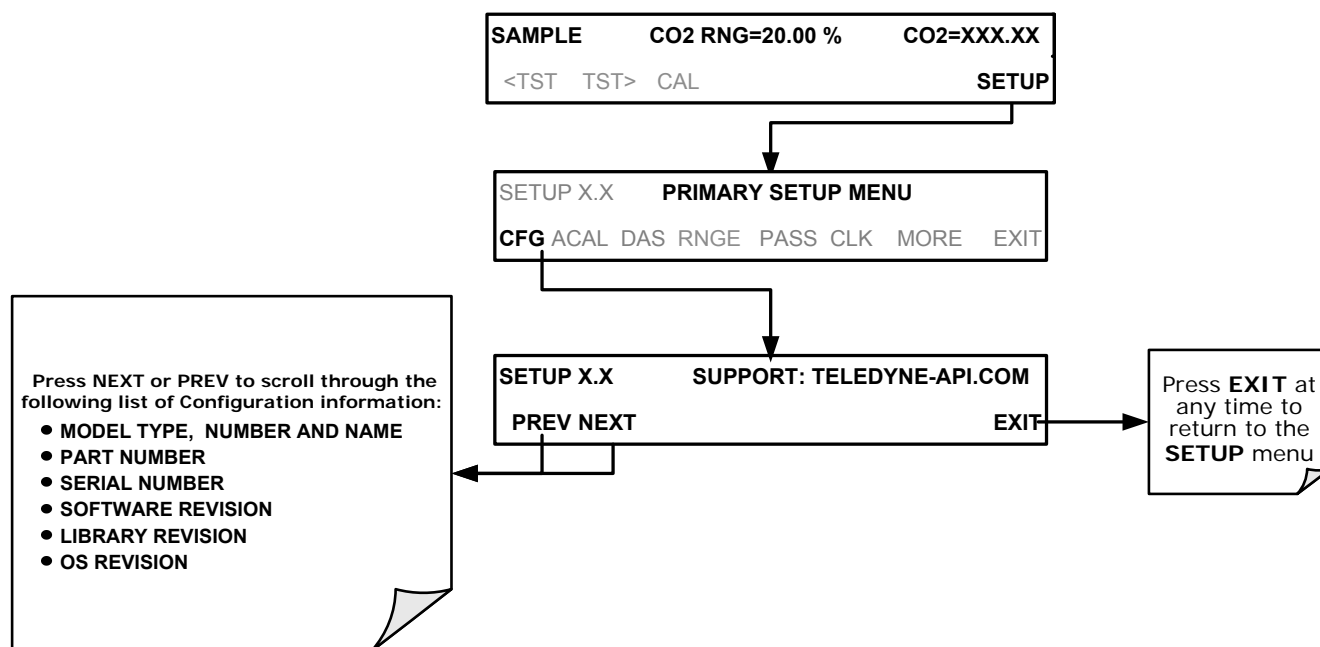 SAMPLE CO2 RNG=20.00 % CO2=XXX.XX
<TST TST> CAL SETUP
SETUP X.X PRIMARY SETUP MENU
CFG ACAL DAS RNGE PASS CLK MORE EXIT
SETUP X.X SUPPORT: TELEDYNE-API.COM
PREV NEXT EXIT
Press NEXT or PREV to scroll through the
following list of Configuration information:
● MODEL TYPE, NUMBER AND NAME
● PART NUMBER
● SERIAL NUMBER
● SOFTWARE REVISION
● LIBRARY REVISION
● OS REVISION
Press EXIT at
any time to
return to the
SETUP menu